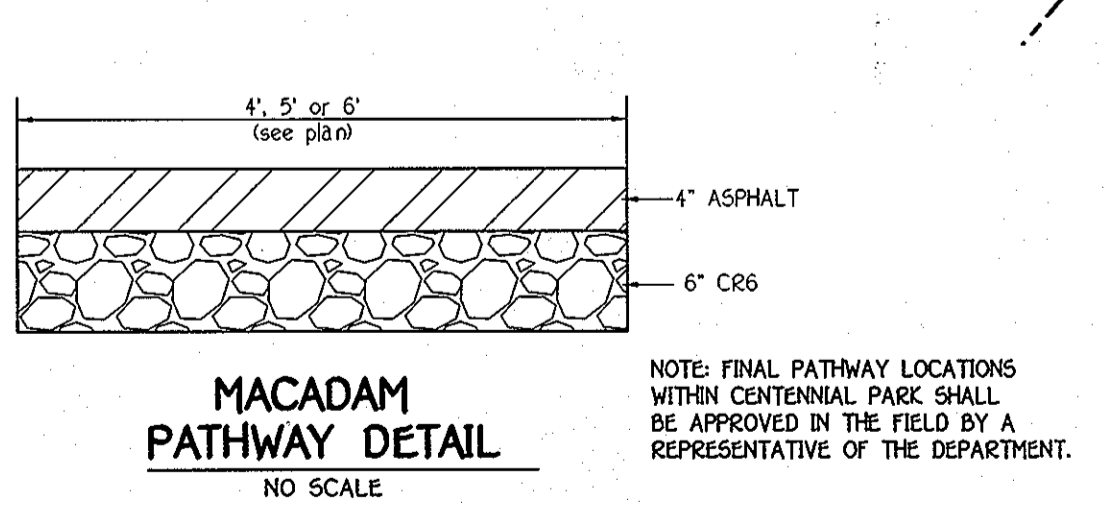 4', 5' or 6'
(see plan)
4" ASPHALT
6" CR6
MACADAM
PATHWAY DETAIL
NO SCALE
NOTE: FINAL PATHWAY LOCATIONS
WITHIN CENTENNIAL PARK SHALL
BE APPROVED IN THE FIELD BY A
REPRESENTATIVE OF THE DEPARTMENT.